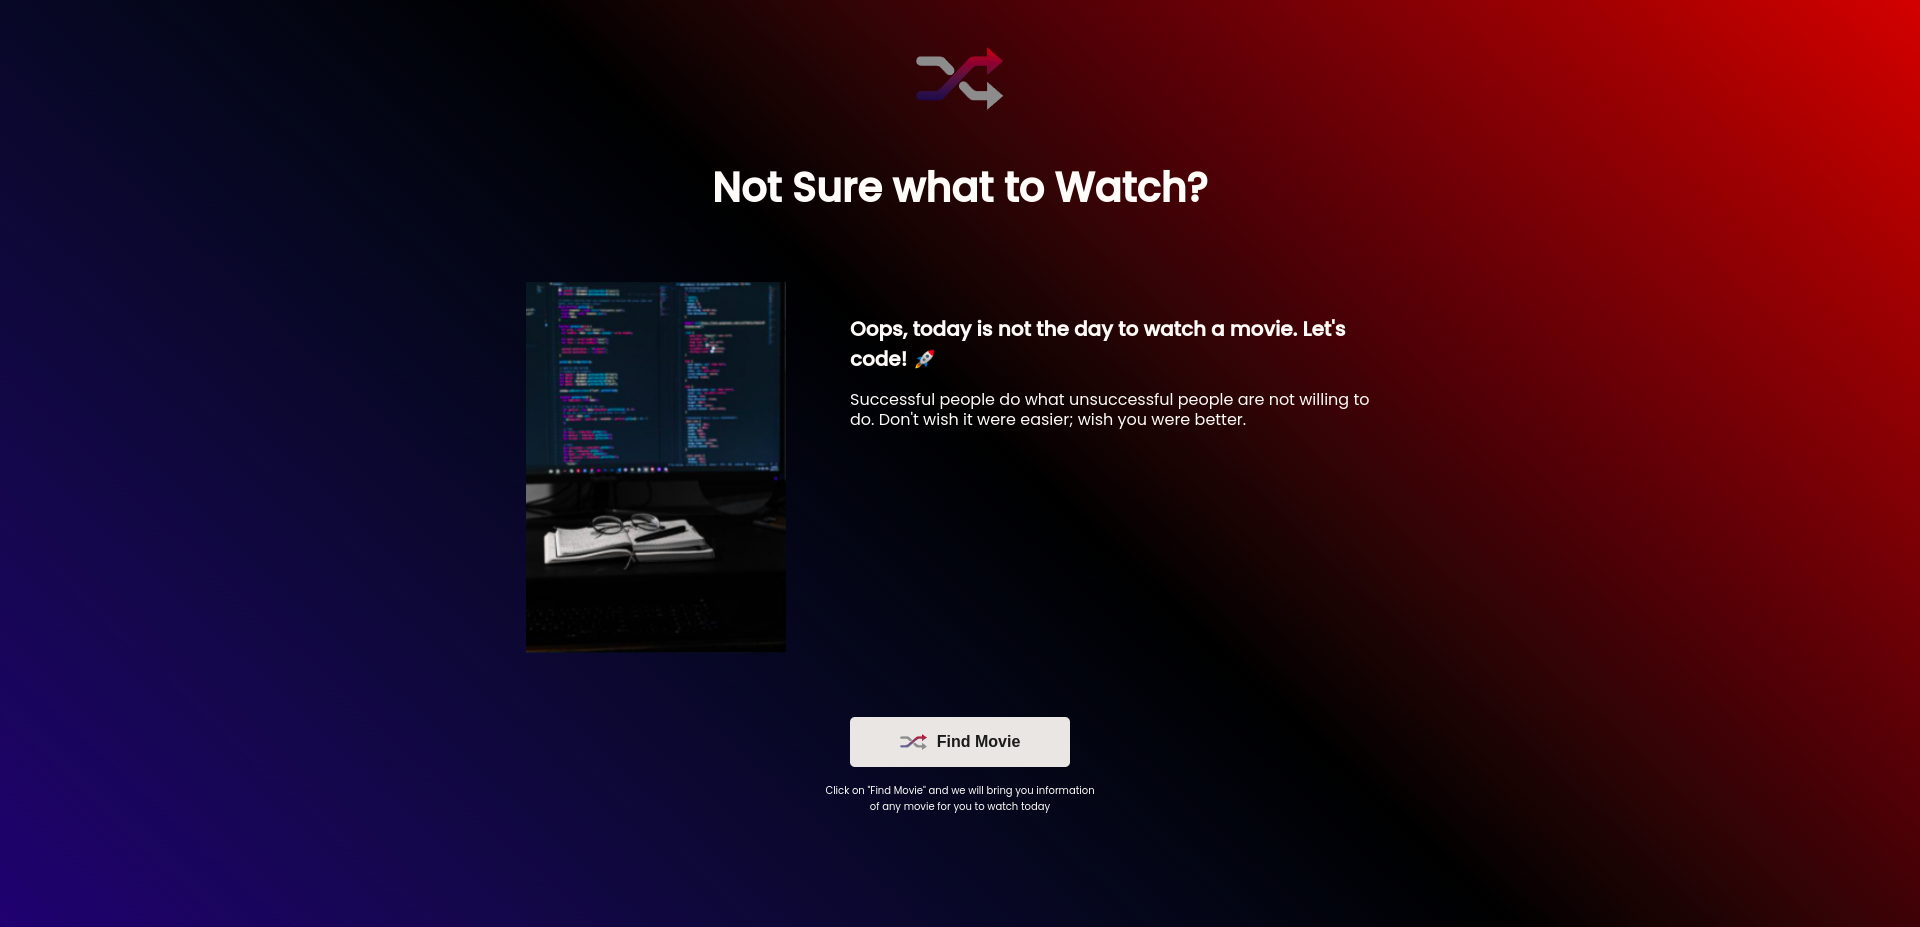 Not Sure what to Watch?
Oops, today is not the day to watch a movie. Let's
code! 🚀
Successful people do what unsuccessful people are not willing to
do. Don't wish it were easier; wish you were better.
Find Movie
Click on "Find Movie" and we will bring you information
of any movie for you to watch today